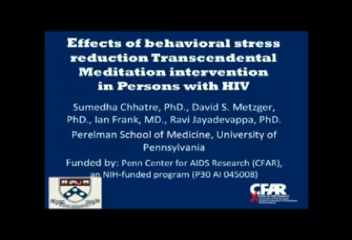 Effects of behavioral stress
reduction Transcendental
Meditation intervention
in Persons with HIV
Sumedha Chhatre, PhD., David S. Metzger,
PhD., Ian Frank, MD., Ravi Jayadevappa, PhD.
Perelman School of Medicine, University of
Pennsylvania
Funded by: Penn Center for AIDS Research (CFAR),
an NIH-funded program (P30 AI 045008)
CFAR